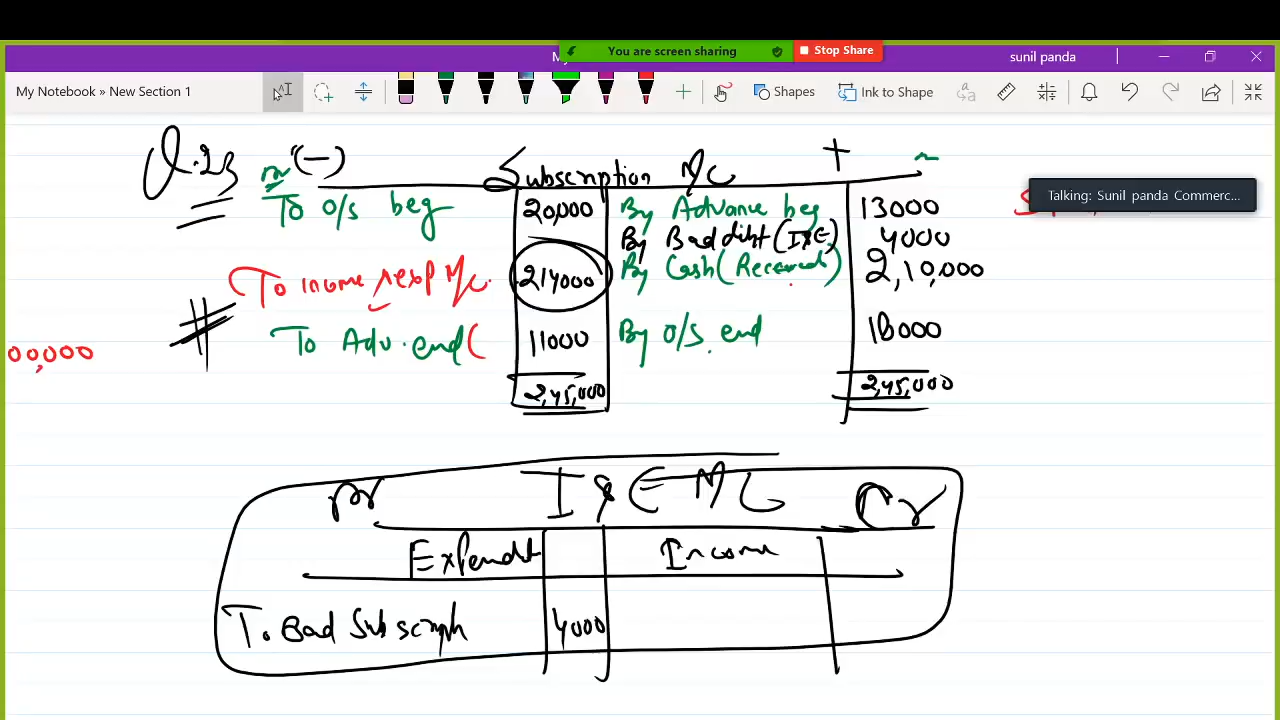 You are screen sharing
Stop Share
sunil panda
My Notebook » New Section 1
Shapes
Ink to Shape
Talking: Sunil panda Commerc...
Q.23 (-) Subscription A/c +
To o/s beg 20,000 By Advance beg 13000
By Bad debt (I&E) 4000
To Income & exp A/c. 214000 By Cash (Received) 2,10,000
To Adv. end ( 11000 By o/s. end 18000
00,000
2,45,000 2,45,000
Dr I & E A/C Cr
Expendt Income
To Bad Subscript 4000